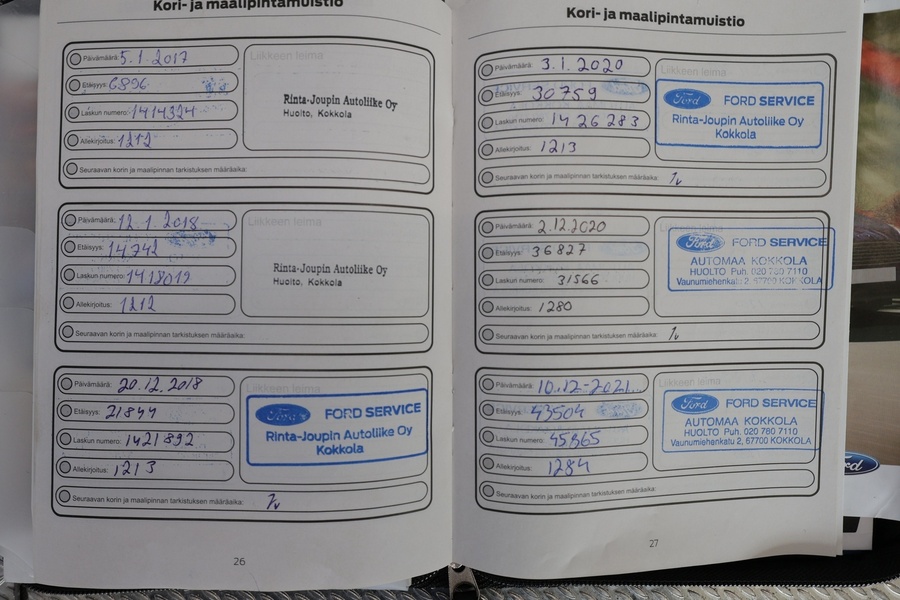 Kori- ja maalipintamuistio
Päivämäärä: 5.1.2017
Liikkeen leima
Etäisyys: 6896
Laskun numero: 1414324
Allekirjoitus: 1212
Rinta-Joupin Autoliike Oy
Huolto, Kokkola
Seuraavan korin ja maalipinnan tarkistuksen määräaika:
Päivämäärä: 12.1.2018
Liikkeen leima
Etäisyys: 14742
Laskun numero: 1418019
Allekirjoitus: 1212
Rinta-Joupin Autoliike Oy
Huolto, Kokkola
Seuraavan korin ja maalipinnan tarkistuksen määräaika:
Päivämäärä: 20.12.2018
Liikkeen leima
Etäisyys: 21844
Laskun numero: 1421892
Allekirjoitus: 1213
Ford FORD SERVICE
Rinta-Joupin Autoliike Oy
Kokkola
Seuraavan korin ja maalipinnan tarkistuksen määräaika: 1v
26
Kori- ja maalipintamuistio
Päivämäärä: 3.1.2020
Liikkeen leima
Etäisyys: 30759
Laskun numero: 1426283
Allekirjoitus: 1213
Ford FORD SERVICE
Rinta-Joupin Autoliike Oy
Kokkola
Seuraavan korin ja maalipinnan tarkistuksen määräaika: 1v
Päivämäärä: 2.12.2020
Etäisyys: 36827
Laskun numero: 31566
Allekirjoitus: 1280
Ford FORD SERVICE
AUTOMAA KOKKOLA
HUOLTO Puh. 020 780 7110
Vaunumiehenkatu 2, 67700 KOKKOLA
Seuraavan korin ja maalipinnan tarkistuksen määräaika: 1v
Päivämäärä: 10.12-2021
Liikkeen leima
Etäisyys: 43504
Laskun numero: 45865
Allekirjoitus: 1284
Ford FORD SERVICE
AUTOMAA KOKKOLA
HUOLTO Puh. 020 780 7110
Vaunumiehenkatu 2, 67700 KOKKOLA
Seuraavan korin ja maalipinnan tarkistuksen määräaika:
27
Ford